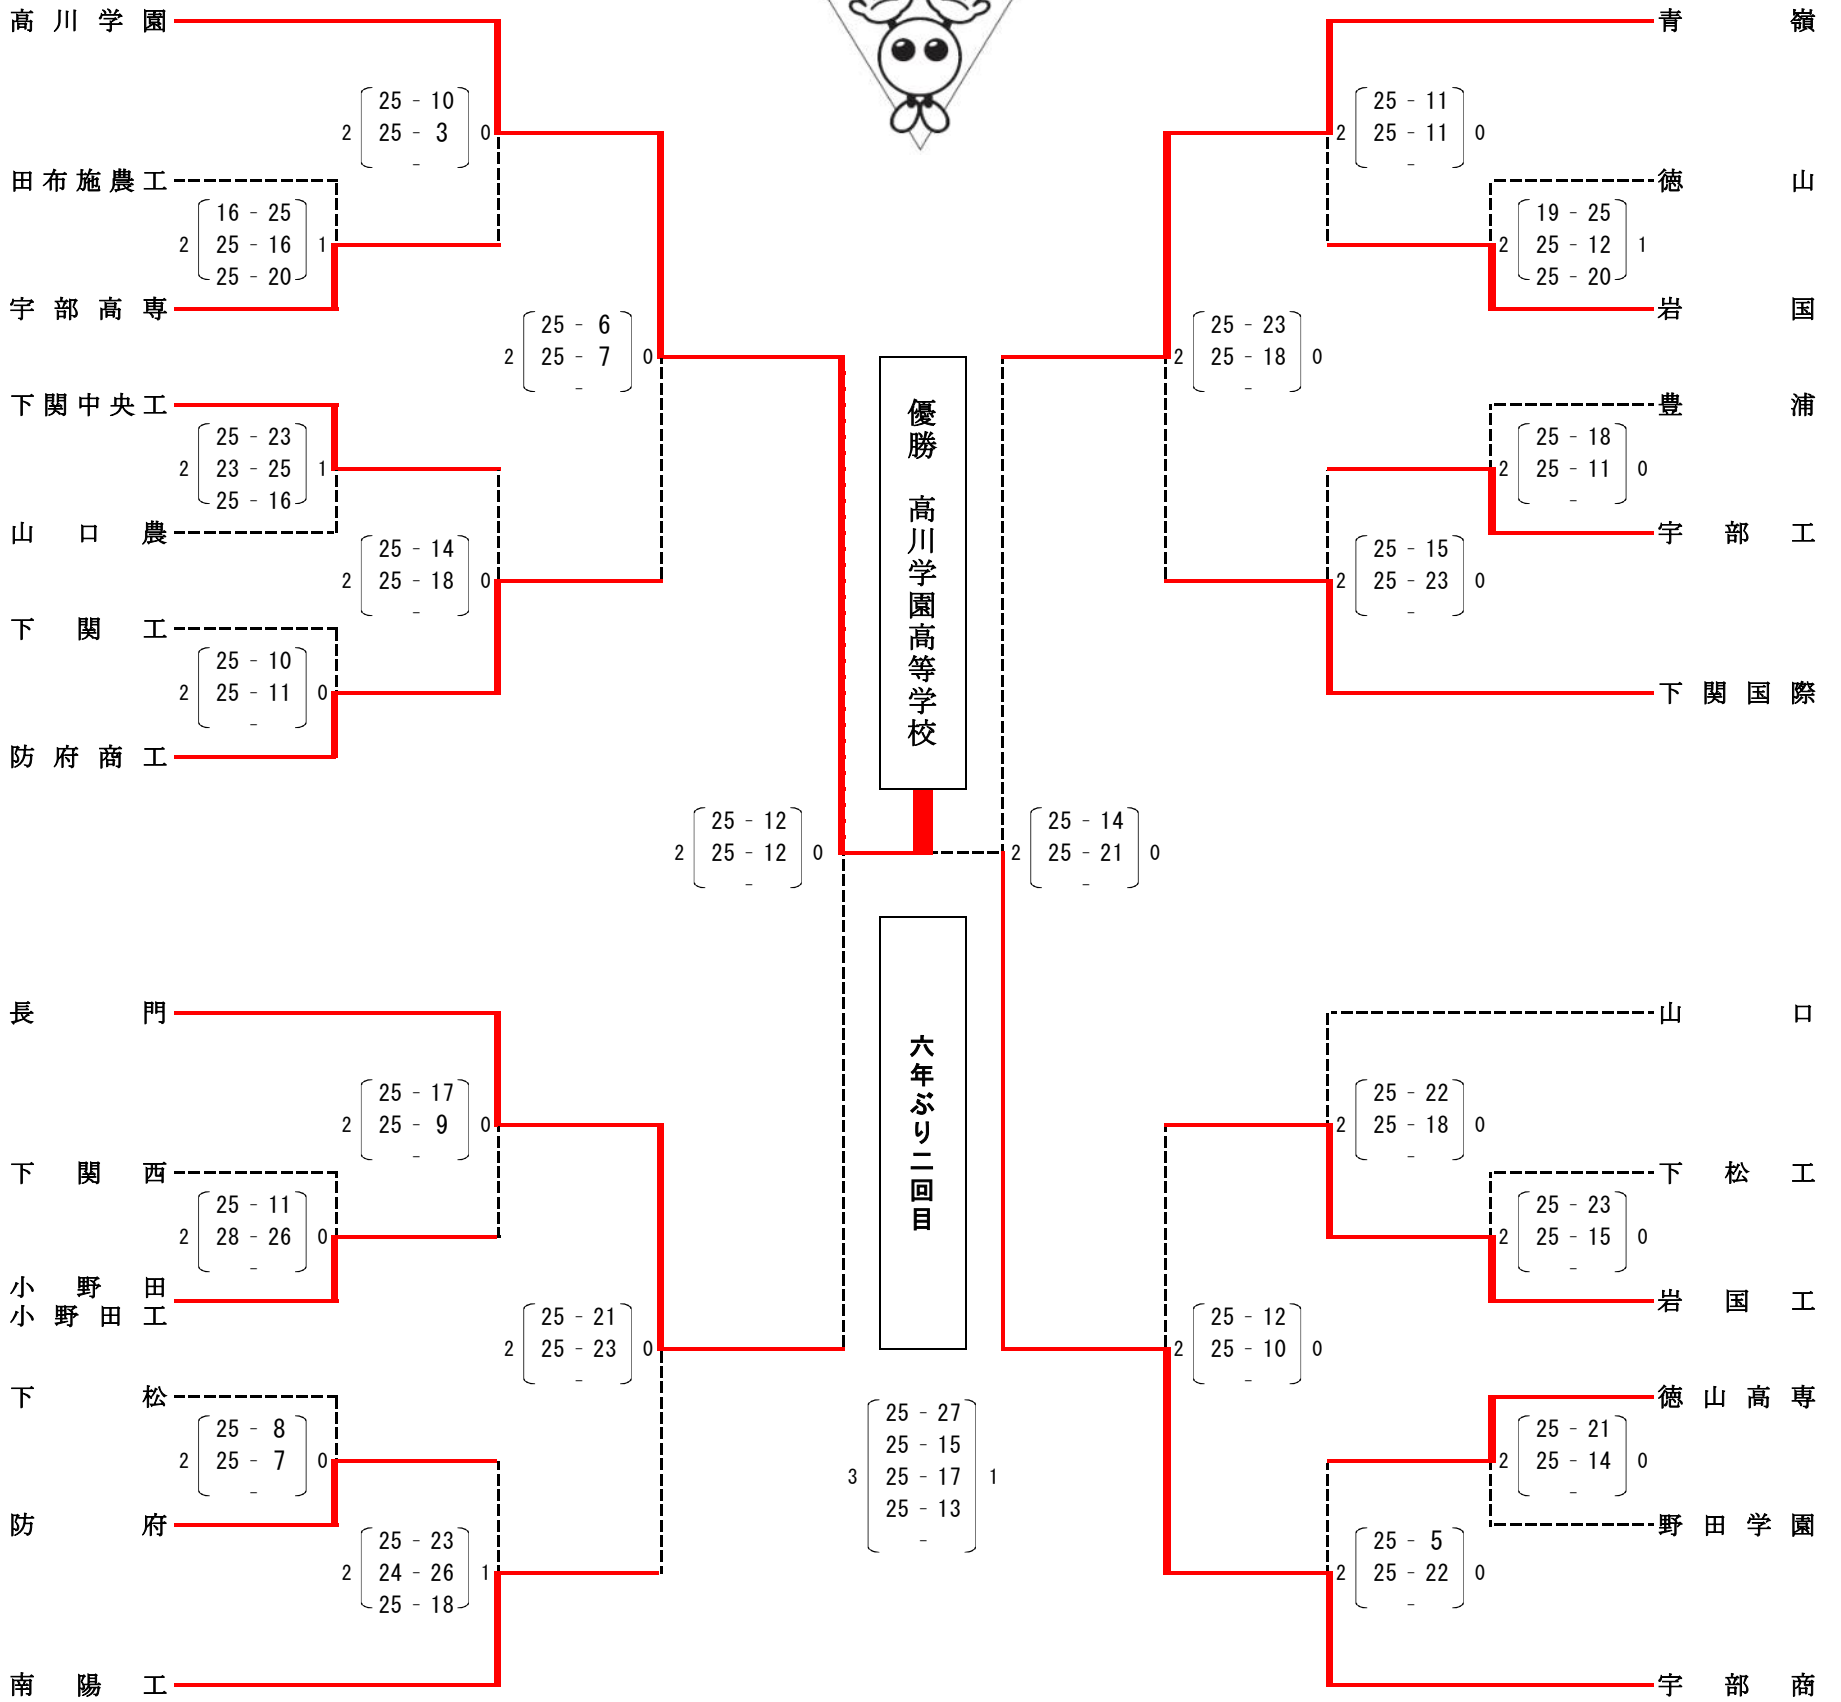 高川学園
25 - 10
2 25 - 3 0
-
田布施農工
16 - 25
2 25 - 16 1
25 - 20
宇部高専
25 - 6
2 25 - 7 0
-
下関中央工
25 - 23
2 23 - 25 1
25 - 16
山口農
25 - 14
2 25 - 18 0
-
下関工
25 - 10
2 25 - 11 0
-
防府商工
25 - 12
2 25 - 12 0
-
長門
25 - 17
2 25 - 9 0
-
下関西
25 - 11
2 28 - 26 0
-
小野田
小野田工
25 - 21
2 25 - 23 0
-
下松
25 - 8
2 25 - 7 0
-
防府
25 - 23
2 24 - 26 1
25 - 18
南陽工
優勝 高川学園高等学校
六年ぶり二回目
25 - 27
25 - 15
3 25 - 17 1
25 - 13
-
青嶺
25 - 11
2 25 - 11 0
-
徳山
19 - 25
2 25 - 12 1
25 - 20
岩国
25 - 23
2 25 - 18 0
-
豊浦
25 - 18
2 25 - 11 0
-
宇部工
25 - 15
2 25 - 23 0
-
下関国際
25 - 14
2 25 - 21 0
-
山口
25 - 22
2 25 - 18 0
-
下松工
25 - 23
2 25 - 15 0
-
岩国工
25 - 12
2 25 - 10 0
-
徳山高専
25 - 21
2 25 - 14 0
-
野田学園
25 - 5
2 25 - 22 0
-
宇部商